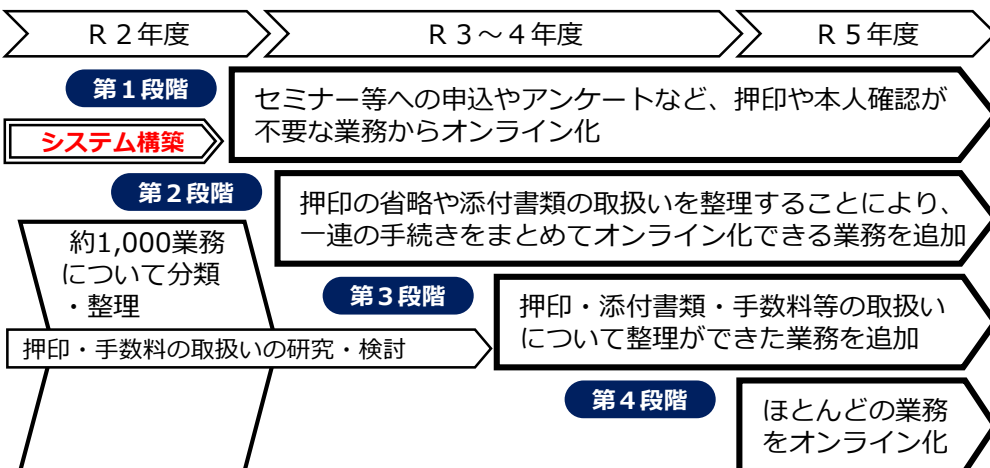 Ｒ２年度
Ｒ３～４年度
Ｒ５年度
第１段階
セミナー等への申込やアンケートなど、押印や本人確認が
不要な業務からオンライン化
システム構築
第２段階
押印の省略や添付書類の取扱いを整理することにより、
一連の手続きをまとめてオンライン化できる業務を追加
約1,000業務
について分類
・整理
第３段階
押印・添付書類・手数料等の取扱い
について整理ができた業務を追加
押印・手数料の取扱いの研究・検討
第４段階
ほとんどの業務
をオンライン化